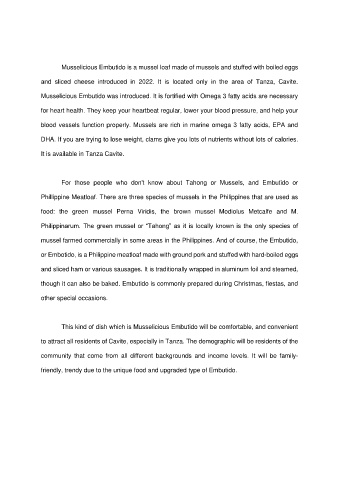 Musselicious Embutido is a mussel loaf made of mussels and stuffed with boiled eggs
and sliced cheese introduced in 2022. It is located only in the area of Tanza, Cavite.
Musselicious Embutido was introduced. It is fortified with Omega 3 fatty acids are necessary
for heart health. They keep your heartbeat regular, lower your blood pressure, and help your
blood vessels function properly. Mussels are rich in marine omega 3 fatty acids, EPA and
DHA. If you are trying to lose weight, clams give you lots of nutrients without lots of calories.
It is available in Tanza Cavite.
For those people who don't know about Tahong or Mussels, and Embutido or
Phillippine Meatloaf. There are three species of mussels in the Philippines that are used as
food: the green mussel Perna Viridis, the brown mussel Modiolus Metcalfe and M.
Philippinarum. The green mussel or “Tahong” as it is locally known is the only species of
mussel farmed commercially in some areas in the Philippines. And of course, the Embutido,
or Embotido, is a Philippine meatloaf made with ground pork and stuffed with hard-boiled eggs
and sliced ham or various sausages. It is traditionally wrapped in aluminum foil and steamed,
though it can also be baked. Embutido is commonly prepared during Christmas, fiestas, and
other special occasions.
This kind of dish which is Musselicious Embutido will be comfortable, and convenient
to attract all residents of Cavite, especially in Tanza. The demographic will be residents of the
community that come from all different backgrounds and income levels. It will be family-
friendly, trendy due to the unique food and upgraded type of Embutido.